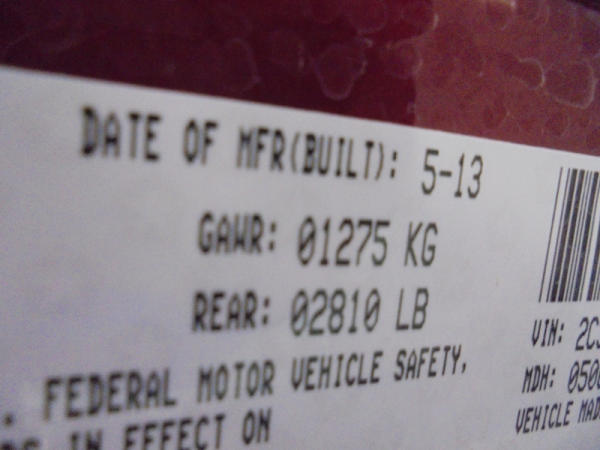 DATE OF MFR(BUILT): 5-13
GAWR: 01275 KG
REAR: 02810 LB
. FEDERAL MOTOR VEHICLE SAFETY,
IN EFFECT ON
VIN:
MDH:
VEHICLE